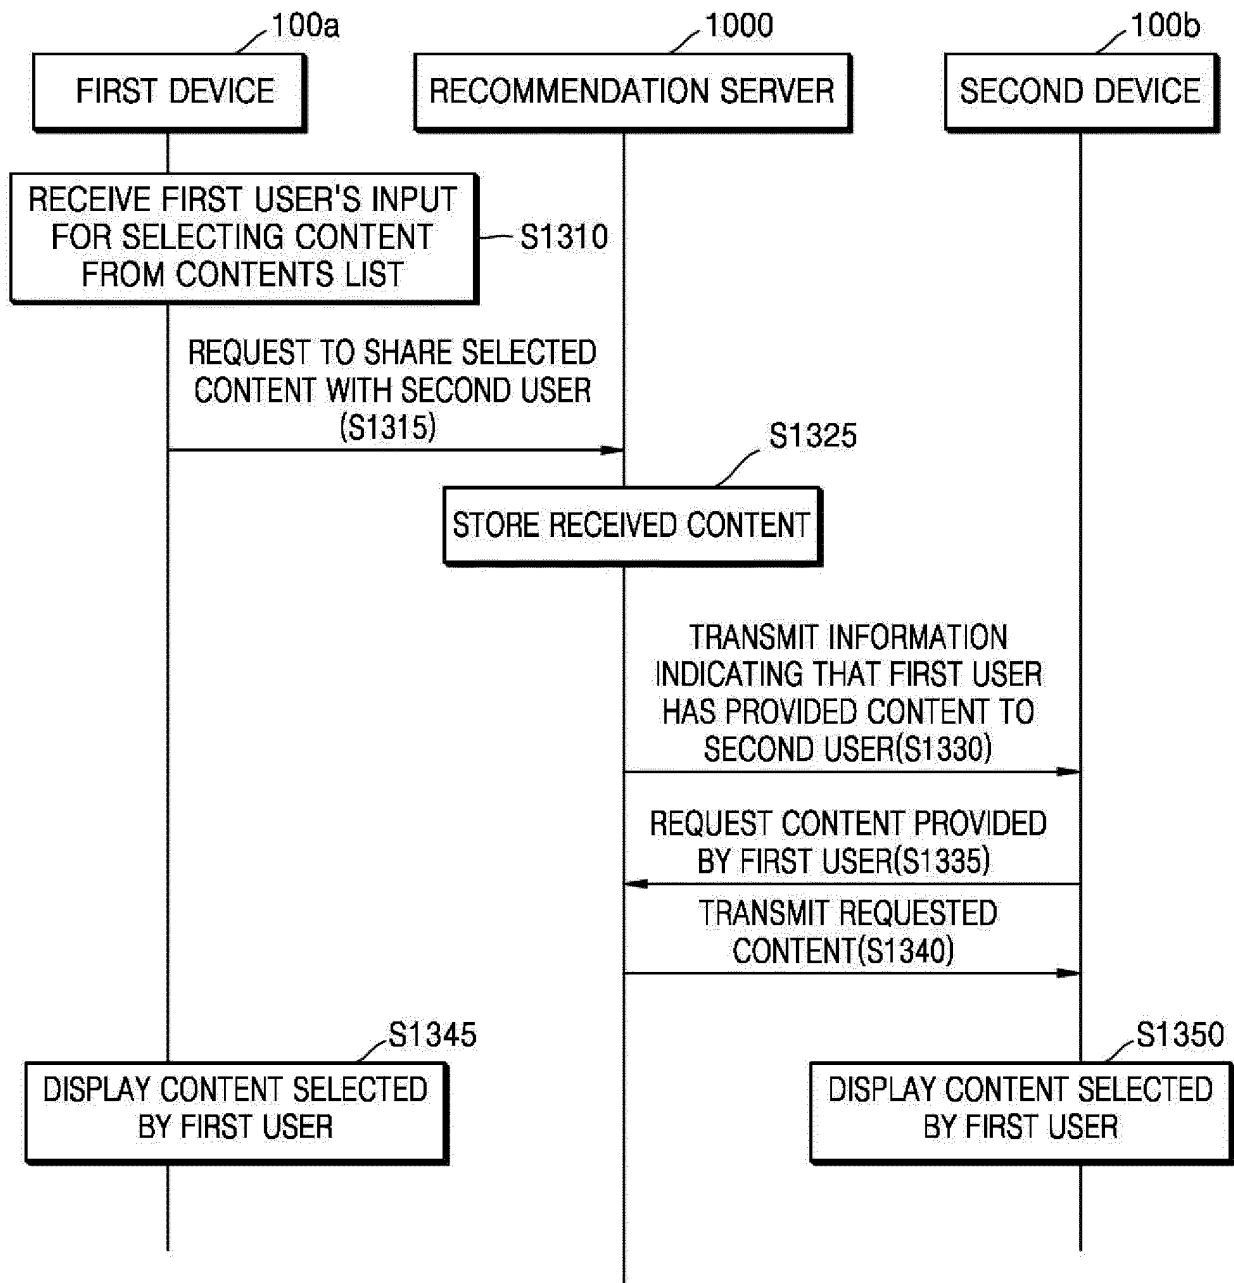 100a
1000
100b
FIRST DEVICE
RECOMMENDATION SERVER
SECOND DEVICE
RECEIVE FIRST USER'S INPUT
FOR SELECTING CONTENT
FROM CONTENTS LIST
S1310
REQUEST TO SHARE SELECTED
CONTENT WITH SECOND USER
(S1315)
S1325
STORE RECEIVED CONTENT
TRANSMIT INFORMATION
INDICATING THAT FIRST USER
HAS PROVIDED CONTENT TO
SECOND USER(S1330)
REQUEST CONTENT PROVIDED
BY FIRST USER(S1335)
TRANSMIT REQUESTED
CONTENT(S1340)
S1345
DISPLAY CONTENT SELECTED
BY FIRST USER
S1350
DISPLAY CONTENT SELECTED
BY FIRST USER